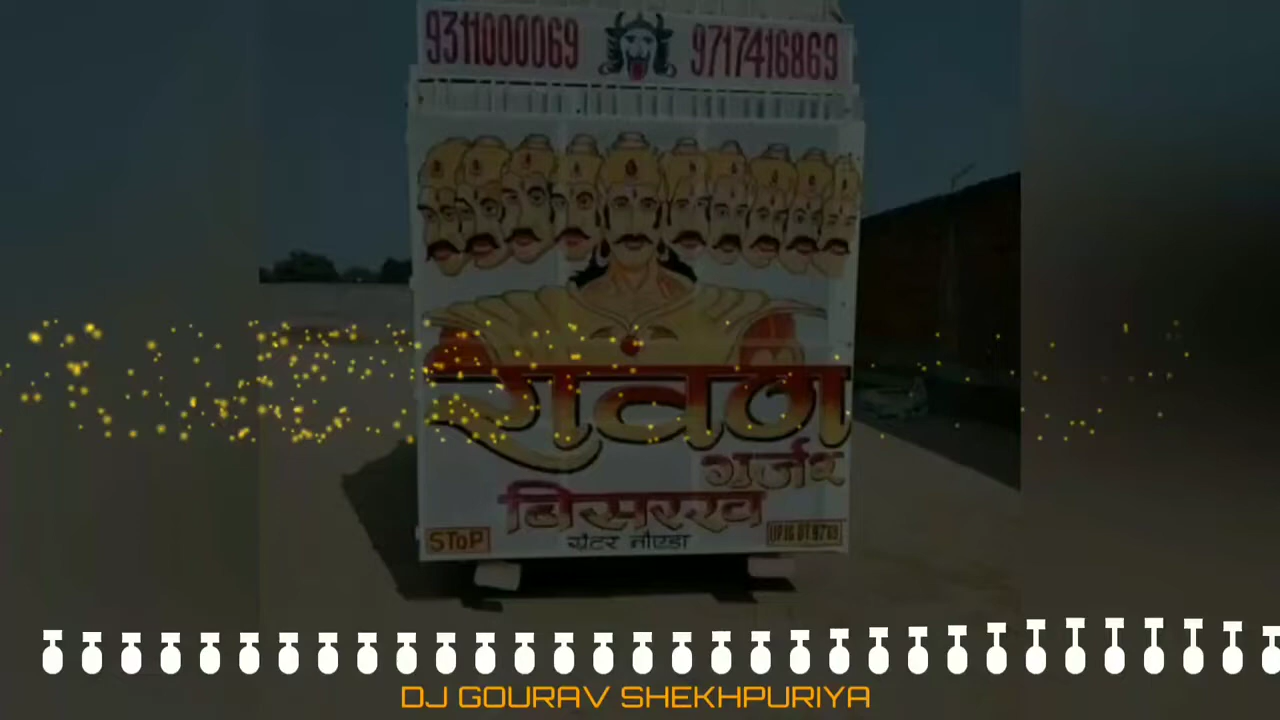 9311000069 9717416869
रावण
गुर्जर
बिसरख
STOP
ग्रेटर नौएडा
DJ GOURAV SHEKHPURIYA